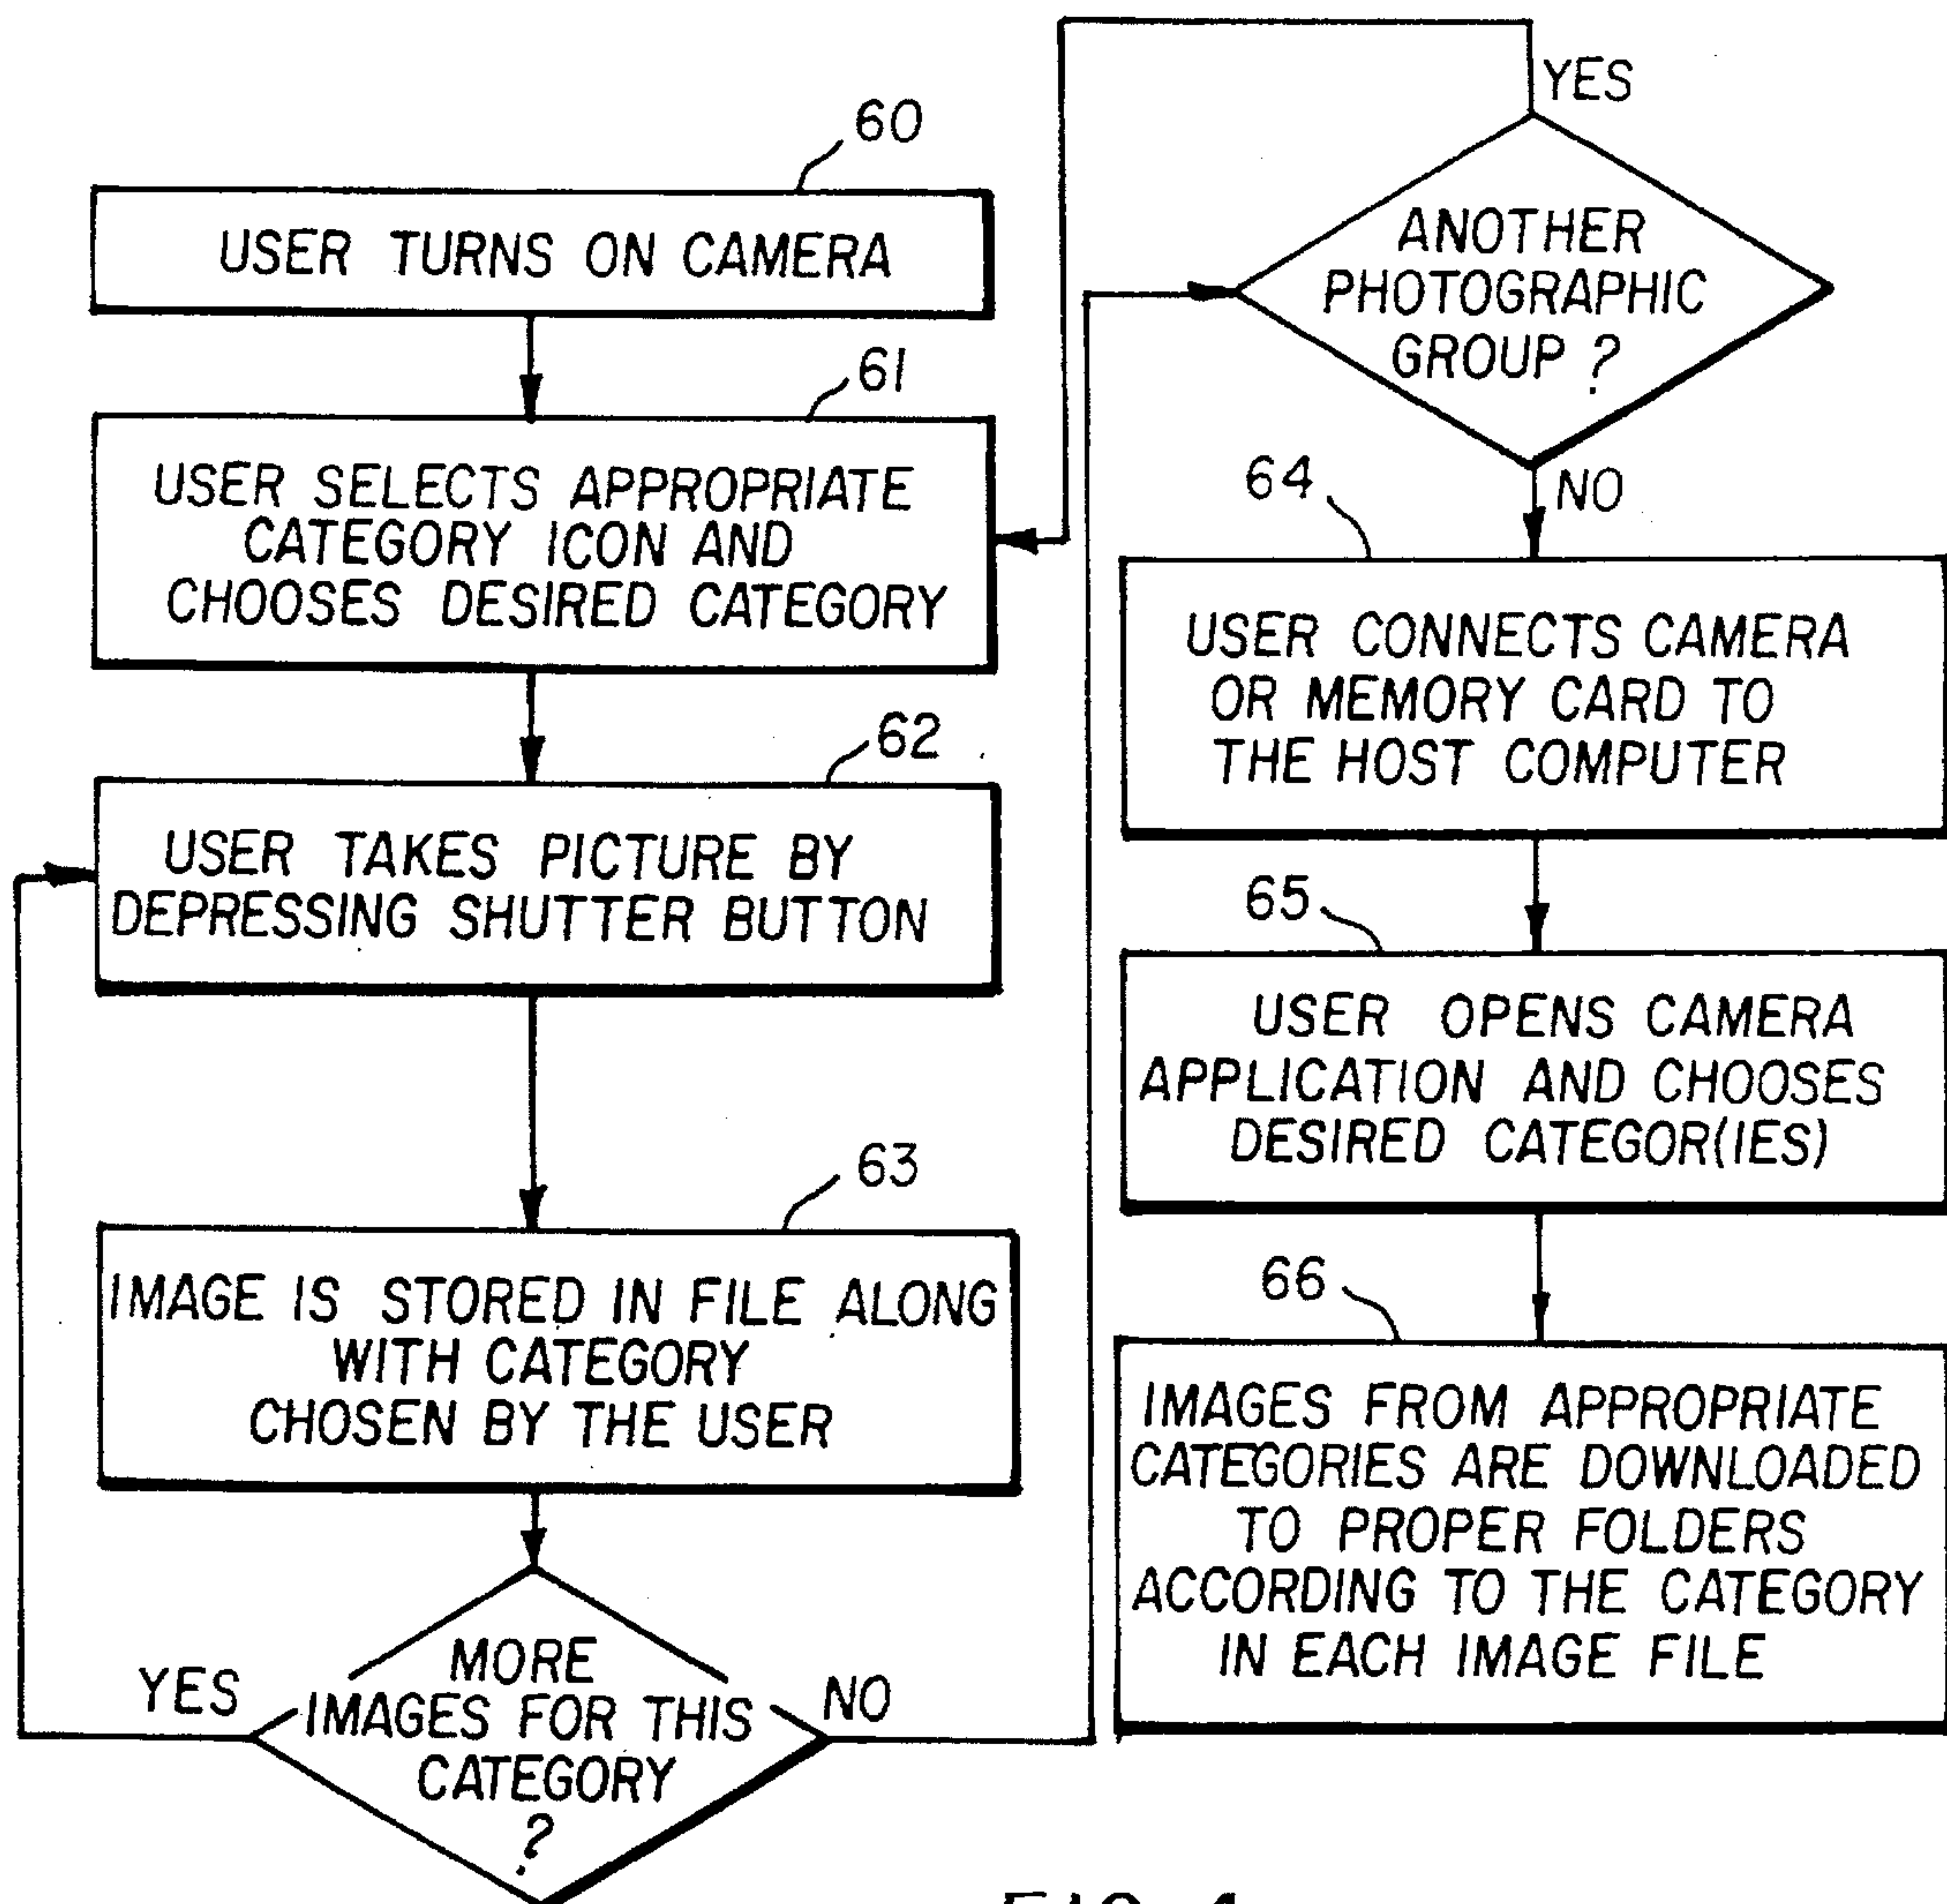 60
USER TURNS ON CAMERA
61
USER SELECTS APPROPRIATE
CATEGORY ICON AND
CHOOSES DESIRED CATEGORY
62
USER TAKES PICTURE BY
DEPRESSING SHUTTER BUTTON
63
IMAGE IS STORED IN FILE ALONG
WITH CATEGORY
CHOSEN BY THE USER
MORE
IMAGES FOR THIS
CATEGORY
?
YES
NO
YES
ANOTHER
PHOTOGRAPHIC
GROUP ?
NO
64
USER CONNECTS CAMERA
OR MEMORY CARD TO
THE HOST COMPUTER
65
USER OPENS CAMERA
APPLICATION AND CHOOSES
DESIRED CATEGOR(IES)
66
IMAGES FROM APPROPRIATE
CATEGORIES ARE DOWNLOADED
TO PROPER FOLDERS
ACCORDING TO THE CATEGORY
IN EACH IMAGE FILE